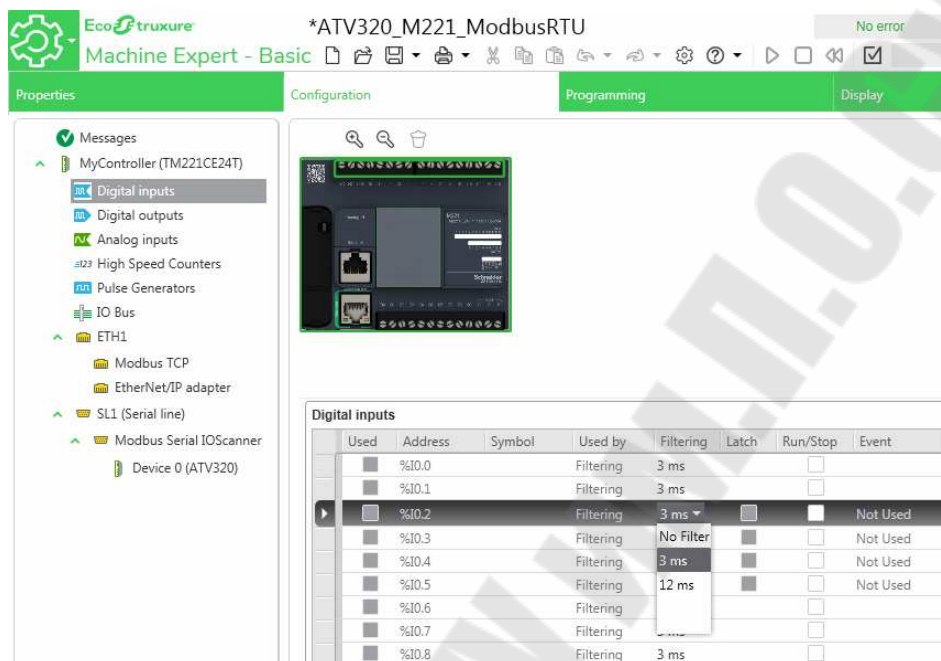 EcoStruxure
*ATV320_M221_ModbusRTU
No error
Machine Expert - Basic
Properties Configuration Programming Display
Messages
MyController (TM221CE24T)
Digital inputs
Digital outputs
Analog inputs
High Speed Counters
Pulse Generators
IO Bus
ETH1
Modbus TCP
EtherNet/IP adapter
SL1 (Serial line)
Modbus Serial IOScanner
Device 0 (ATV320)
Digital inputs
Used Address Symbol Used by Filtering Latch Run/Stop Event
%I0.0 Filtering 3 ms
%I0.1 Filtering 3 ms
%I0.2 Filtering 3 ms Not Used
%I0.3 Filtering No Filter Not Used
%I0.4 Filtering 3 ms Not Used
%I0.5 Filtering 12 ms Not Used
%I0.6 Filtering
%I0.7 Filtering
%I0.8 Filtering 3 ms